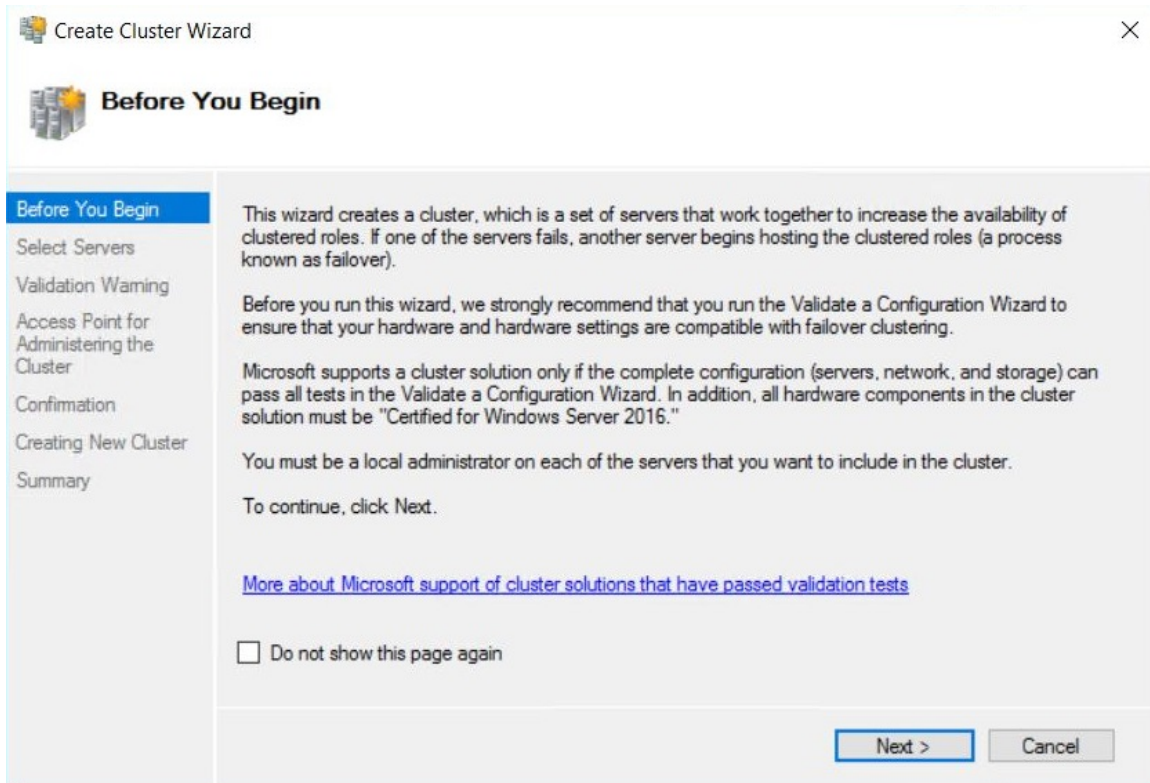 Create Cluster Wizard
Before You Begin
Before You Begin
Select Servers
Validation Warning
Access Point for
Administering the
Cluster
Confirmation
Creating New Cluster
Summary
This wizard creates a cluster, which is a set of servers that work together to increase the availability of
clustered roles. If one of the servers fails, another server begins hosting the clustered roles (a process
known as failover).
Before you run this wizard, we strongly recommend that you run the Validate a Configuration Wizard to
ensure that your hardware and hardware settings are compatible with failover clustering.
Microsoft supports a cluster solution only if the complete configuration (servers, network, and storage) can
pass all tests in the Validate a Configuration Wizard. In addition, all hardware components in the cluster
solution must be "Certified for Windows Server 2016."
You must be a local administrator on each of the servers that you want to include in the cluster.
To continue, click Next.
More about Microsoft support of cluster solutions that have passed validation tests
Do not show this page again
Next >
Cancel